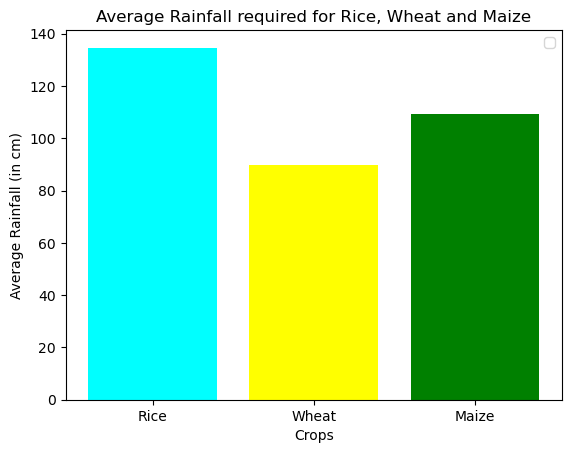 Average Rainfall required for Rice, Wheat and Maize
140
120
100
80
60
40
20
0
Average Rainfall (in cm)
Rice Wheat Maize
Crops